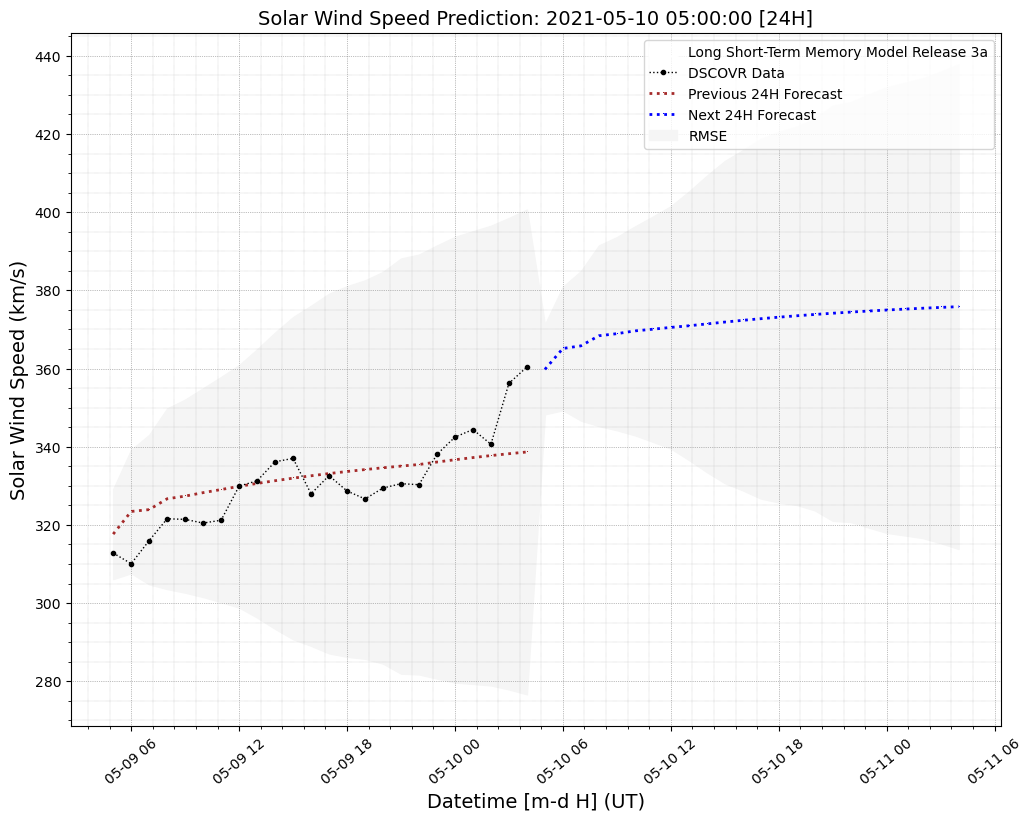 Solar Wind Speed Prediction: 2021-05-10 05:00:00 [24H]
Long Short-Term Memory Model Release 3a
DSCOVR Data
Previous 24H Forecast
Next 24H Forecast
RMSE
Solar Wind Speed (km/s)
440
420
400
380
360
340
320
300
280
05-09 06
05-09 12
05-09 18
05-10 00
05-10 06
05-10 12
05-10 18
05-11 00
05-11 06
Datetime [m-d H] (UT)